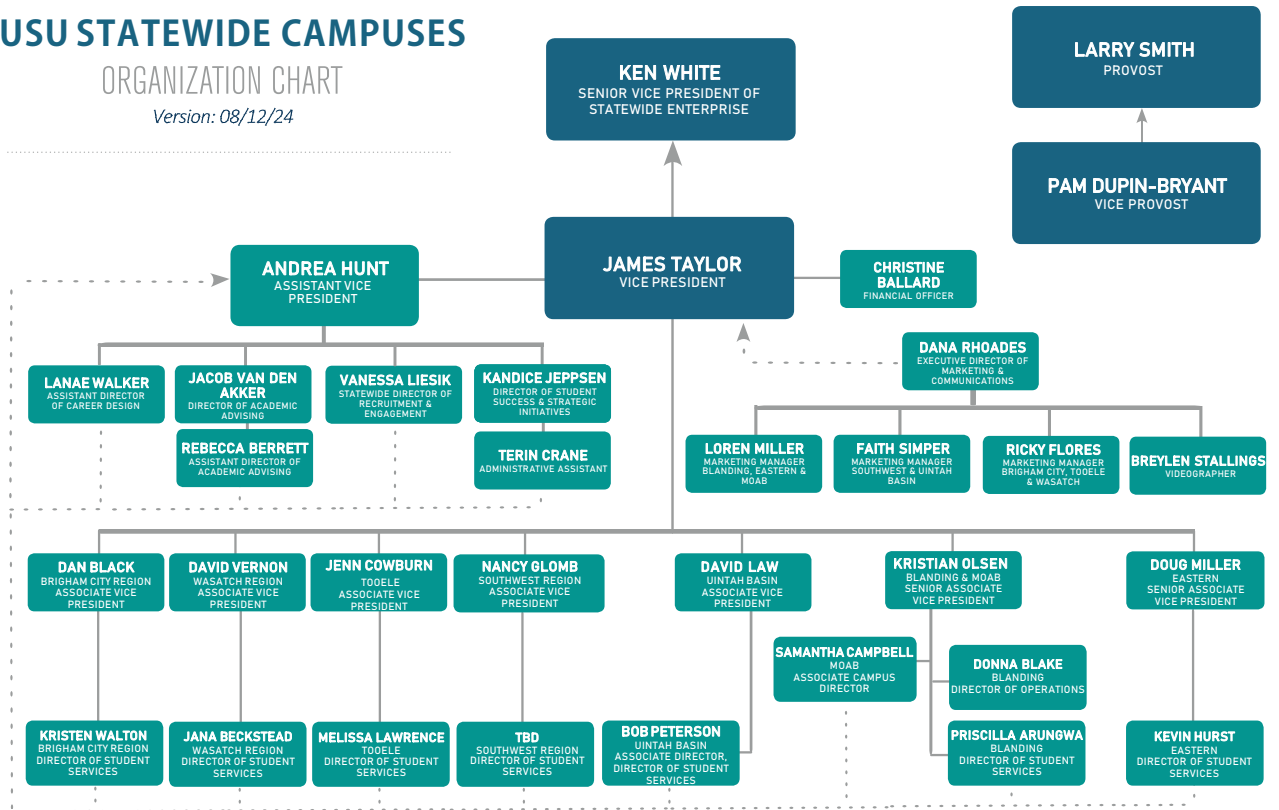 USU STATEWIDE CAMPUSES
ORGANIZATION CHART
Version: 08/12/24
KEN WHITE
SENIOR VICE PRESIDENT OF
STATEWIDE ENTERPRISE
LARRY SMITH
PROVOST
PAM DUPIN-BRYANT
VICE PROVOST
JAMES TAYLOR
VICE PRESIDENT
ANDREA HUNT
ASSISTANT VICE
PRESIDENT
CHRISTINE
BALLARD
FINANCIAL OFFICER
DANA RHOADES
EXECUTIVE DIRECTOR OF
MARKETING &
COMMUNICATIONS
LANAE WALKER
ASSISTANT DIRECTOR
OF CAREER DESIGN
JACOB VAN DEN
AKKER
DIRECTOR OF ACADEMIC
ADVISING
VANESSA LIESIK
STATEWIDE DIRECTOR OF
RECRUITMENT &
ENGAGEMENT
KANDICE JEPPSEN
DIRECTOR OF STUDENT
SUCCESS & STRATEGIC
INITIATIVES
REBECCA BERRETT
ASSISTANT DIRECTOR OF
ACADEMIC ADVISING
TERIN CRANE
ADMINISTRATIVE ASSISTANT
LOREN MILLER
MARKETING MANAGER
BLANDING, EASTERN &
MOAB
FAITH SIMPER
MARKETING MANAGER
SOUTHWEST & UINTAH
BASIN
RICKY FLORES
MARKETING MANAGER
BRIGHAM CITY, TOOELE
& WASATCH
BREYLEN STALLINGS
VIDEOGRAPHER
DAN BLACK
BRIGHAM CITY REGION
ASSOCIATE VICE
PRESIDENT
DAVID VERNON
WASATCH REGION
ASSOCIATE VICE
PRESIDENT
JENN COWBURN
TOOELE
ASSOCIATE VICE
PRESIDENT
NANCY GLOMB
SOUTHWEST REGION
ASSOCIATE VICE
PRESIDENT
DAVID LAW
UINTAH BASIN
ASSOCIATE VICE
PRESIDENT
KRISTIAN OLSEN
BLANDING & MOAB
SENIOR ASSOCIATE
VICE PRESIDENT
DOUG MILLER
EASTERN
SENIOR ASSOCIATE
VICE PRESIDENT
SAMANTHA CAMPBELL
MOAB
ASSOCIATE CAMPUS
DIRECTOR
DONNA BLAKE
BLANDING
DIRECTOR OF OPERATIONS
KRISTEN WALTON
BRIGHAM CITY REGION
DIRECTOR OF STUDENT
SERVICES
JANA BECKSTEAD
WASATCH REGION
DIRECTOR OF STUDENT
SERVICES
MELISSA LAWRENCE
TOOELE
DIRECTOR OF STUDENT
SERVICES
TBD
SOUTHWEST REGION
DIRECTOR OF STUDENT
SERVICES
BOB PETERSON
UINTAH BASIN
ASSOCIATE DIRECTOR,
DIRECTOR OF STUDENT
SERVICES
PRISCILLA ARUNGWA
BLANDING
DIRECTOR OF STUDENT
SERVICES
KEVIN HURST
EASTERN
DIRECTOR OF STUDENT
SERVICES